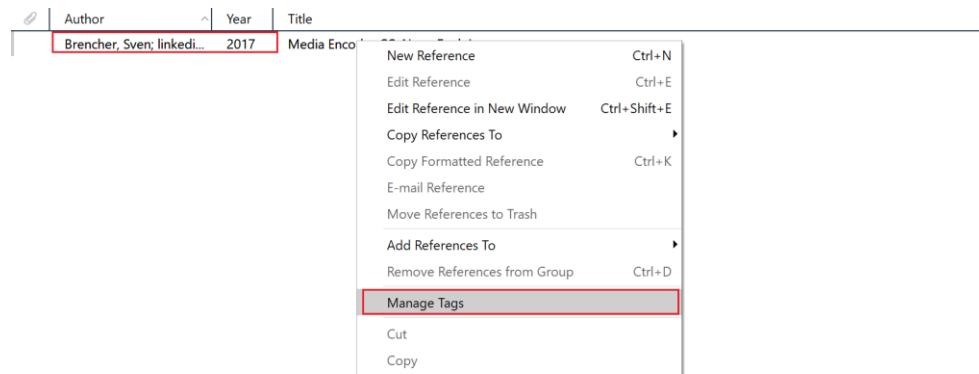 Author Year Title
Brencher, Sven; linkedi... 2017 Media Enco
New Reference Ctrl+N
Edit Reference Ctrl+E
Edit Reference in New Window Ctrl+Shift+E
Copy References To
Copy Formatted Reference Ctrl+K
E-mail Reference
Move References to Trash
Add References To
Remove References from Group Ctrl+D
Manage Tags
Cut
Copy